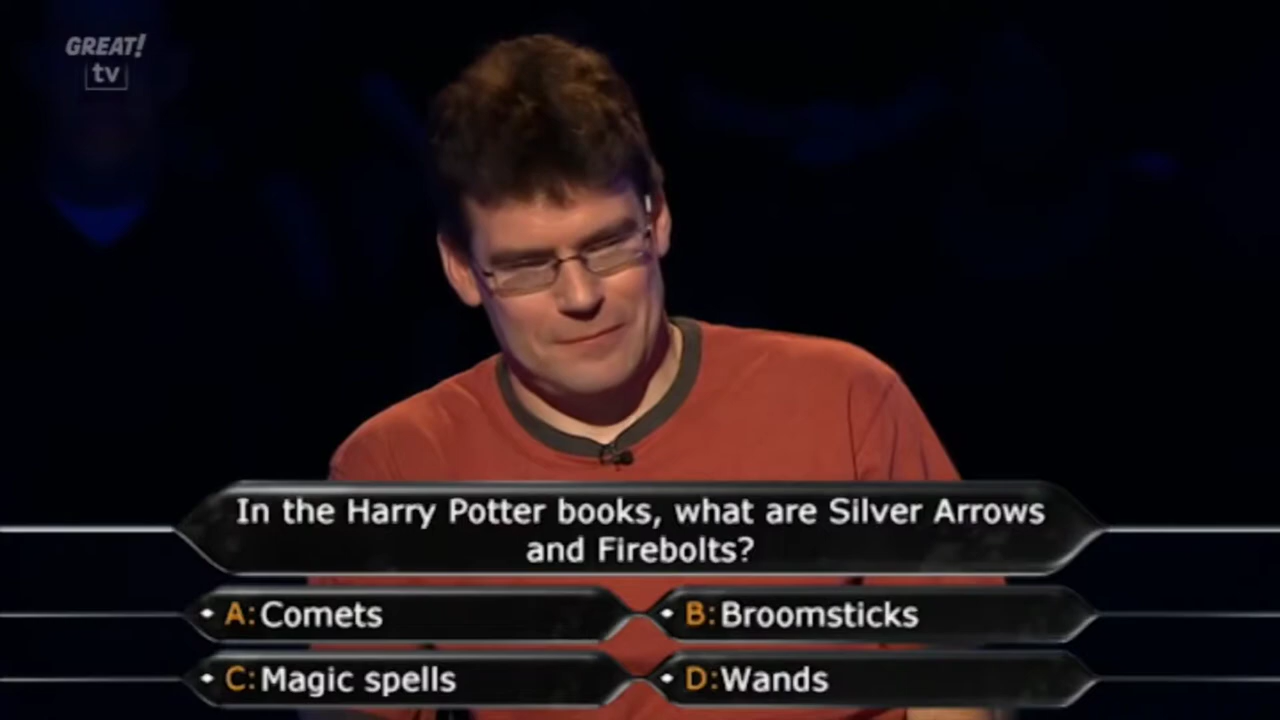 GREAT!
tv
In the Harry Potter books, what are Silver Arrows
and Firebolts?
A: Comets
B: Broomsticks
C: Magic spells
D: Wands